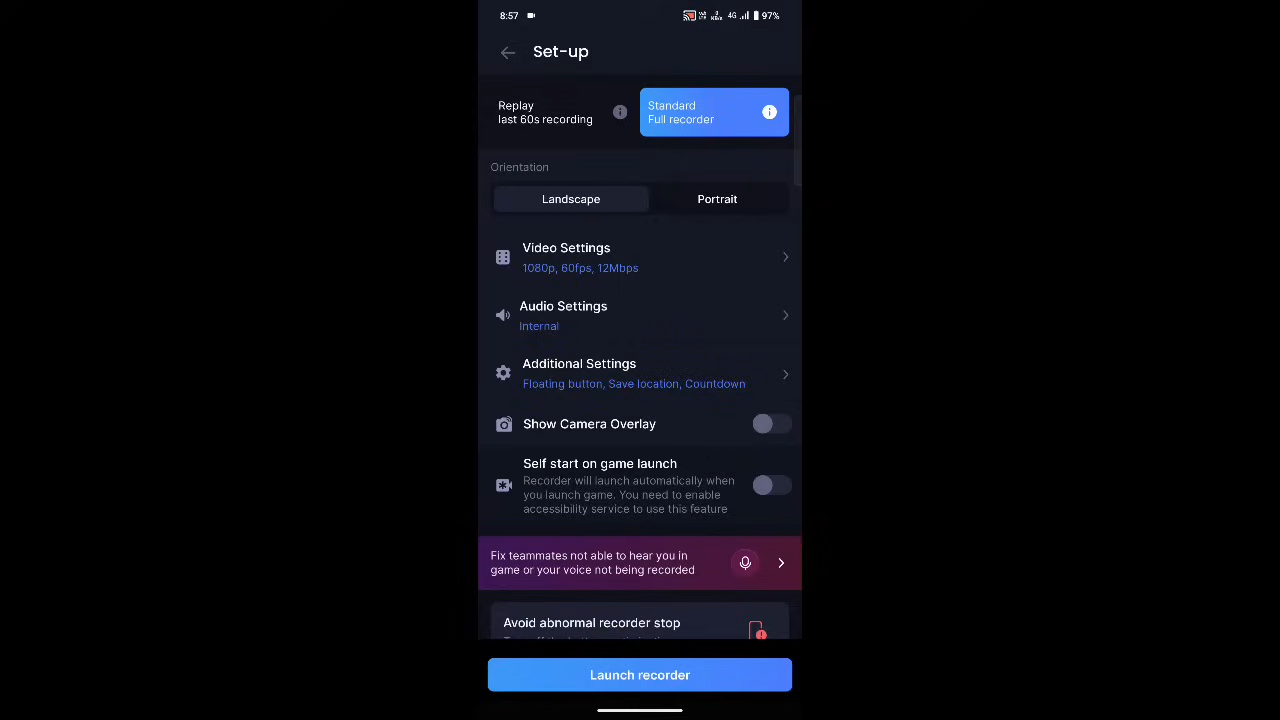 8:57
4G
97%
Set-up
Replay
last 60s recording
Standard
Full recorder
Orientation
Landscape
Portrait
Video Settings
1080p, 60fps, 12Mbps
Audio Settings
Internal
Additional Settings
Floating button, Save location, Countdown
Show Camera Overlay
Self start on game launch
Recorder will launch automatically when
you launch game. You need to enable
accessibility service to use this feature
Fix teammates not able to hear you in
game or your voice not being recorded
Avoid abnormal recorder stop
Launch recorder